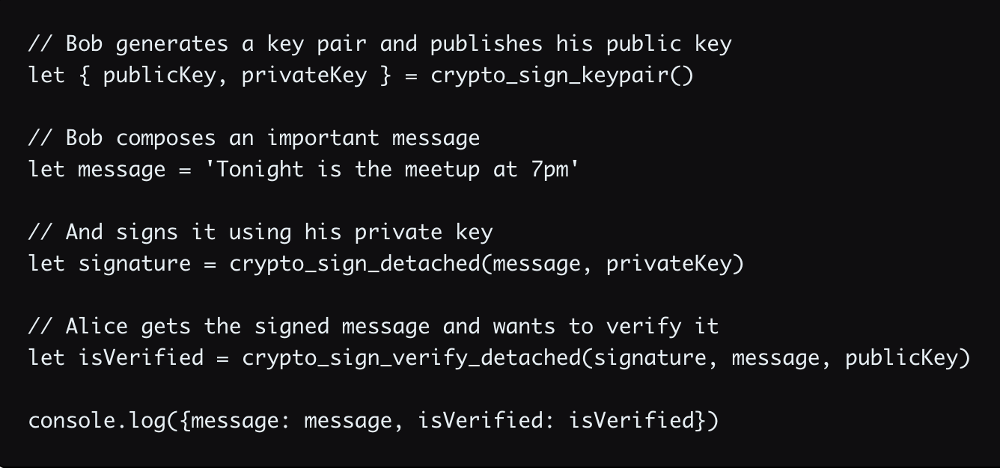 // Bob generates a key pair and publishes his public key
let { publicKey, privateKey } = crypto_sign_keypair()
// Bob composes an important message
let message = 'Tonight is the meetup at 7pm'
// And signs it using his private key
let signature = crypto_sign_detached(message, privateKey)
// Alice gets the signed message and wants to verify it
let isVerified = crypto_sign_verify_detached(signature, message, publicKey)
console.log({message: message, isVerified: isVerified})